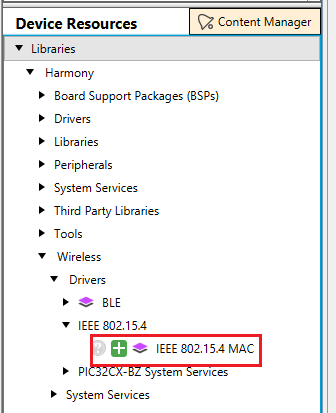 Device Resources
Content Manager
Libraries
Harmony
Board Support Packages (BSPs)
Drivers
Libraries
Peripherals
System Services
Third Party Libraries
Tools
Wireless
Drivers
BLE
IEEE 802.15.4
IEEE 802.15.4 MAC
PIC32CX-BZ System Services
System Services